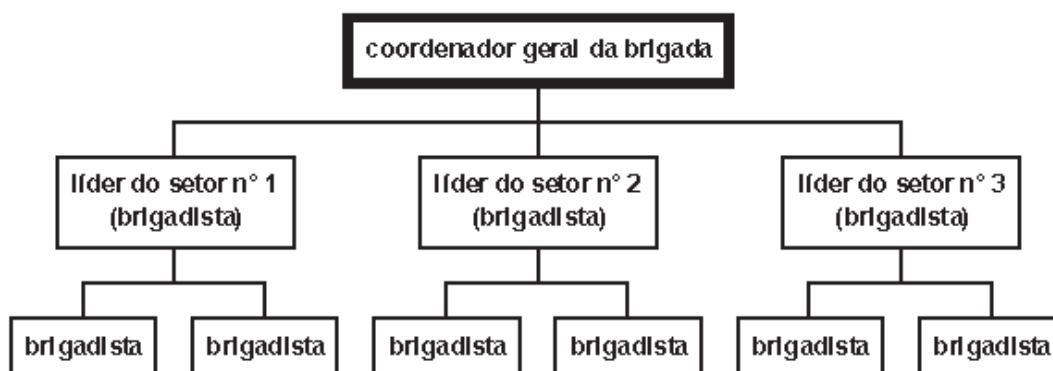 coordenador geral da brigada
líder do setor n° 1
(brigadista)
líder do setor n° 2
(brigadista)
líder do setor n° 3
(brigadista)
brigadista
brigadista
brigadista
brigadista
brigadista
brigadista